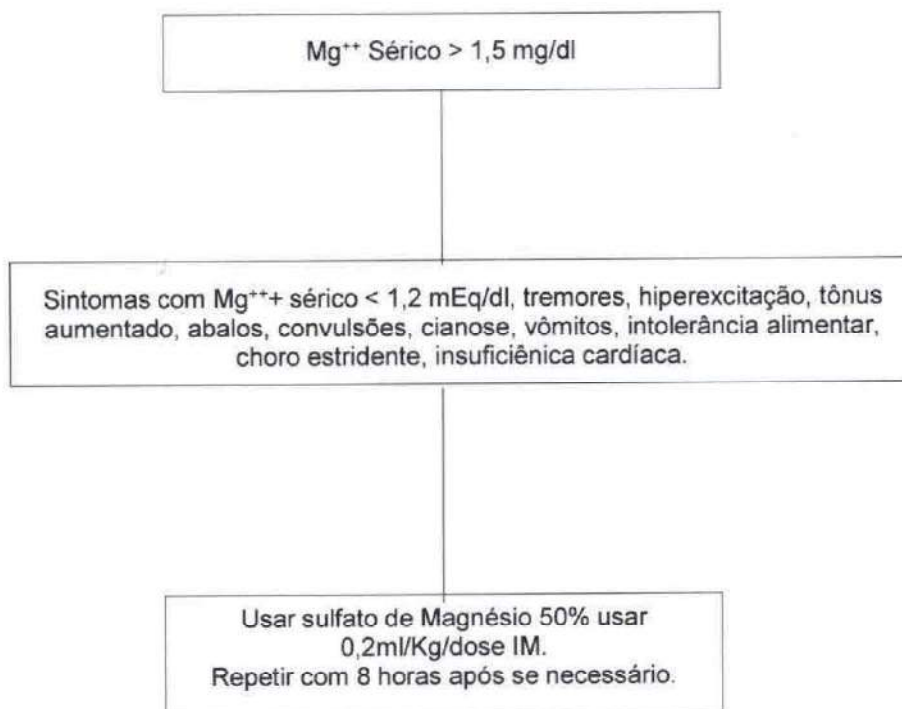 Mg⁺⁺ Sérico > 1,5 mg/dl
Sintomas com Mg⁺⁺+ sérico < 1,2 mEq/dl, tremores, hiperexcitação, tônus
aumentado, abalos, convulsões, cianose, vômitos, intolerância alimentar,
choro estridente, insuficiênica cardíaca.
Usar sulfato de Magnésio 50% usar
0,2ml/Kg/dose IM.
Repetir com 8 horas após se necessário.